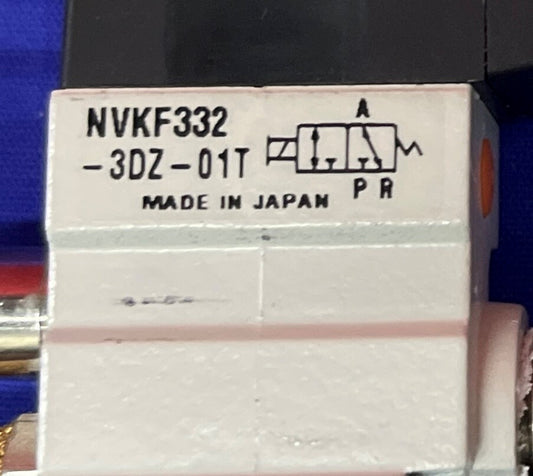 NVKF332
-3DZ-01T
MADE IN JAPAN
A
P R